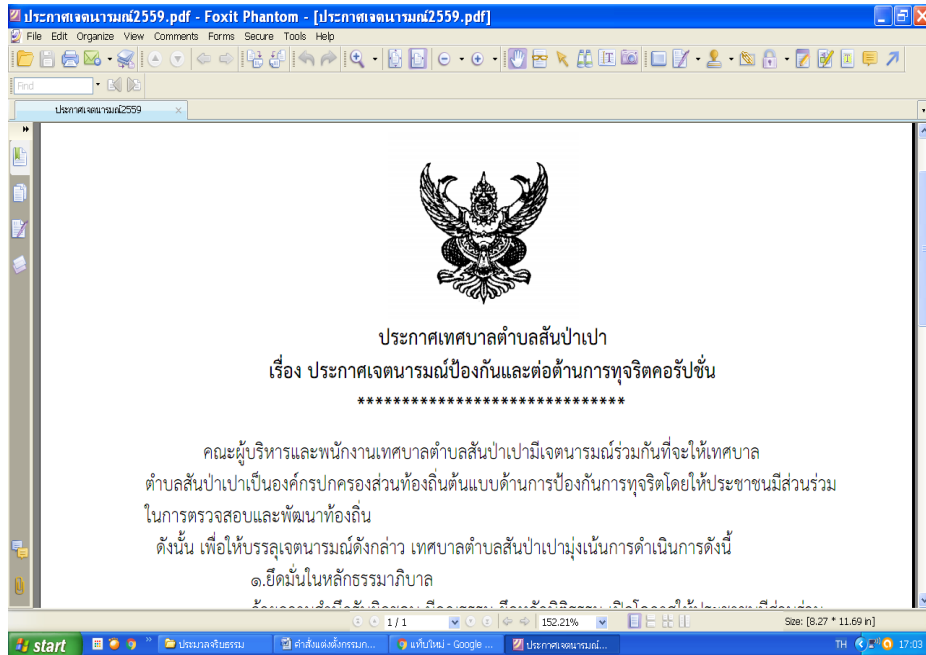 ประกาศเจตนารมณ์2559.pdf - Foxit Phantom - [ประกาศเจตนารมณ์2559.pdf]
File Edit Organize View Comments Forms Secure Tools Help
Find
ประกาศเจตนารมณ์2559
ประกาศเทศบาลตำบลสันป่าเปา
เรื่อง ประกาศเจตนารมณ์ป้องกันและต่อต้านการทุจริตคอรัปชั่น
******************************
คณะผู้บริหารและพนักงานเทศบาลตำบลสันป่าเปามีเจตนารมณ์ร่วมกันที่จะให้เทศบาล
ตำบลสันป่าเปาเป็นองค์กรปกครองส่วนท้องถิ่นต้นแบบด้านการป้องกันการทุจริตโดยให้ประชาชนมีส่วนร่วม
ในการตรวจสอบและพัฒนาท้องถิ่น
ดังนั้น เพื่อให้บรรลุเจตนารมณ์ดังกล่าว เทศบาลตำบลสันป่าเปามุ่งเน้นการดำเนินการดังนี้
๑.ยึดมั่นในหลักธรรมาภิบาล
1 / 1 152.21% Size: [8.27 * 11.69 in]
start ประมวลจริยธรรม คำสั่งแต่งตั้งกรรมก... แท็บใหม่ - Google ... ประกาศเจตนารมณ์... TH 17:03